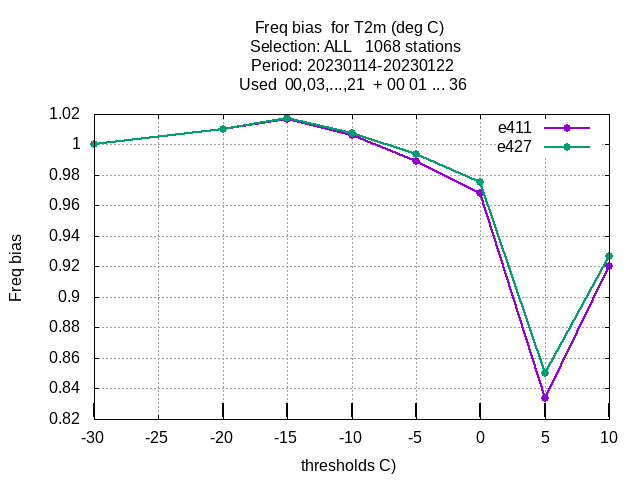 Freq bias  for T2m (deg C)
Selection: ALL   1068 stations
Period: 20230114-20230122
Used  00,03,...,21  + 00 01 ... 36
e411
e427
1.02
1
0.98
0.96
0.94
0.92
0.9
0.88
0.86
0.84
0.82
Freq bias
-30 -25 -20 -15 -10 -5 0 5 10
thresholds C)